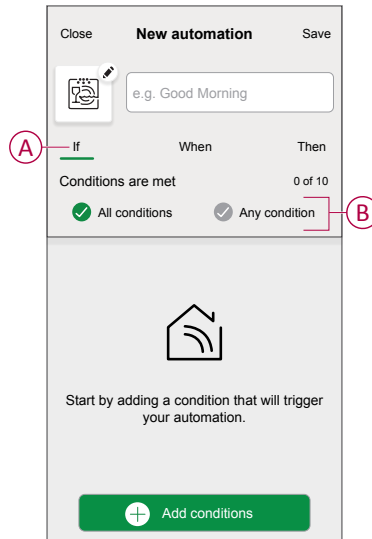 Close New automation Save
e.g. Good Morning
A If When Then
Conditions are met 0 of 10
All conditions Any condition B
Start by adding a condition that will trigger
your automation.
Add conditions